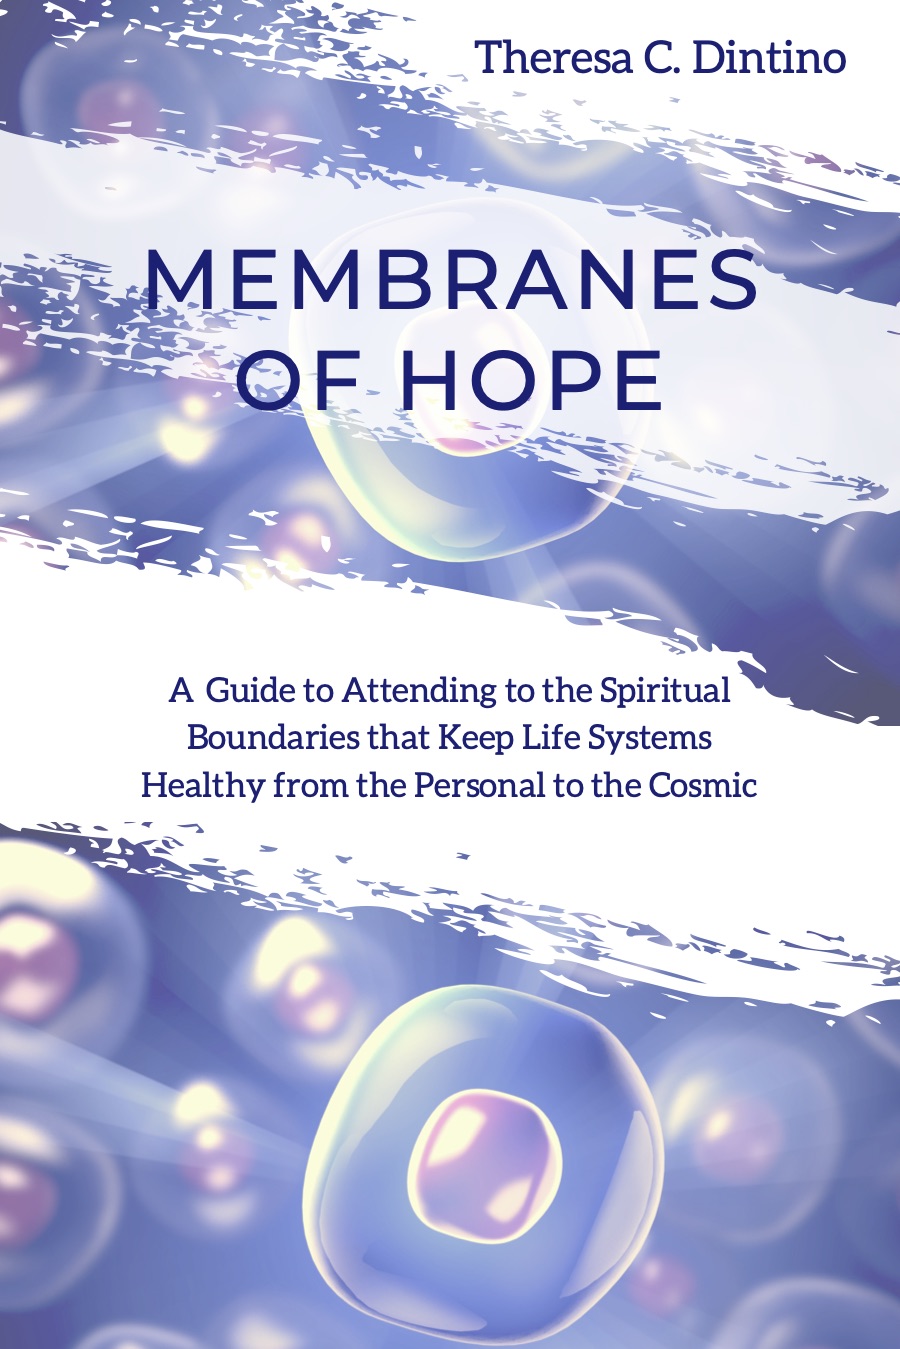 Theresa C. Dintino
MEMBRANES
OF HOPE
A Guide to Attending to the Spiritual
Boundaries that Keep Life Systems
Healthy from the Personal to the Cosmic